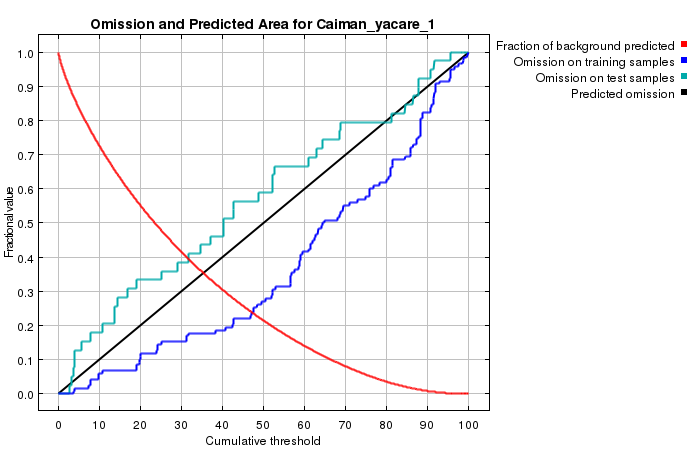 Omission and Predicted Area for Caiman_yacare_1
Fraction of background predicted
Omission on training samples
Omission on test samples
Predicted omission
1.0
0.9
0.8
0.7
0.6
0.5
0.4
0.3
0.2
0.1
0.0
Fractional value
0 10 20 30 40 50 60 70 80 90 100
Cumulative threshold